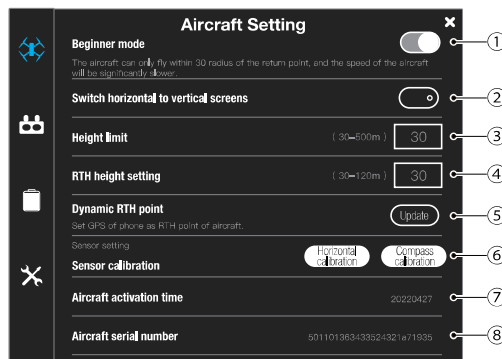 Aircraft Setting
Beginner mode
①
The aircraft can only fly within 30 radius of the return point, and the speed of the aircraft
will be significantly slower.
Switch horizontal to vertical screens
②
Height limit
( 30–500m )
30
③
RTH height setting
( 30–120m )
30
④
Dynamic RTH point
Update
⑤
Set GPS of phone as RTH point of aircraft.
Sensor setting
Sensor calibration
Horizontal
calibration
Compass
calibration
⑥
Aircraft activation time
20220427
⑦
Aircraft serial number
501101363433524321a71935
⑧